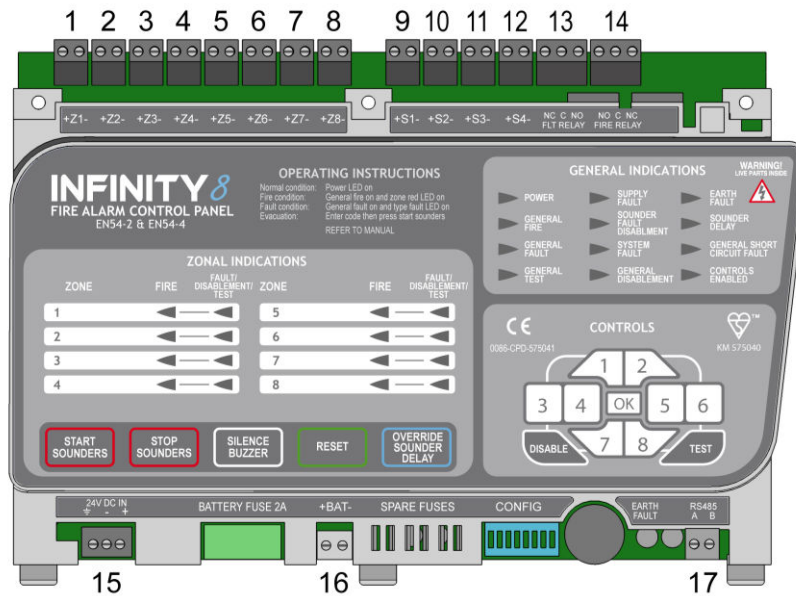 1 2 3 4 5 6 7 8 9 10 11 12 13 14
+Z1- +Z2- +Z3- +Z4- +Z5- +Z6- +Z7- +Z8- +S1- +S2- +S3- +S4- NC C NO NO C NC
FLT RELAY FIRE RELAY
INFINITY 8
FIRE ALARM CONTROL PANEL
EN54-2 & EN54-4
OPERATING INSTRUCTIONS
Normal condition: Power LED on
Fire condition: General fire on and zone red LED on
Fault condition: General fault on and type fault LED on
Evacuation: Enter code then press start sounders
REFER TO MANUAL
GENERAL INDICATIONS
WARNING!
LIVE PARTS INSIDE
POWER
SUPPLY
FAULT
EARTH
FAULT
GENERAL
FIRE
SOUNDER
FAULT
DISABLMENT
SOUNDER
DELAY
GENERAL
FAULT
SYSTEM
FAULT
GENERAL SHORT
CIRCUIT FAULT
GENERAL
TEST
GENERAL
DISABLEMENT
CONTROLS
ENABLED
ZONAL INDICATIONS
ZONE FIRE FAULT/
DISABLEMENT/
TEST
ZONE FIRE FAULT/
DISABLEMENT/
TEST
1 5
2 6
3 7
4 8
START
SOUNDERS
STOP
SOUNDERS
SILENCE
BUZZER
RESET
OVERRIDE
SOUNDER
DELAY
CE
0086-CPD-575041
CONTROLS
TM
KM 575040
1 2
3 4 OK 5 6
DISABLE 7 8 TEST
24V DC IN
- +
BATTERY FUSE 2A
+BAT-
SPARE FUSES
CONFIG
EARTH
FAULT
RS485
A B
15 16 17